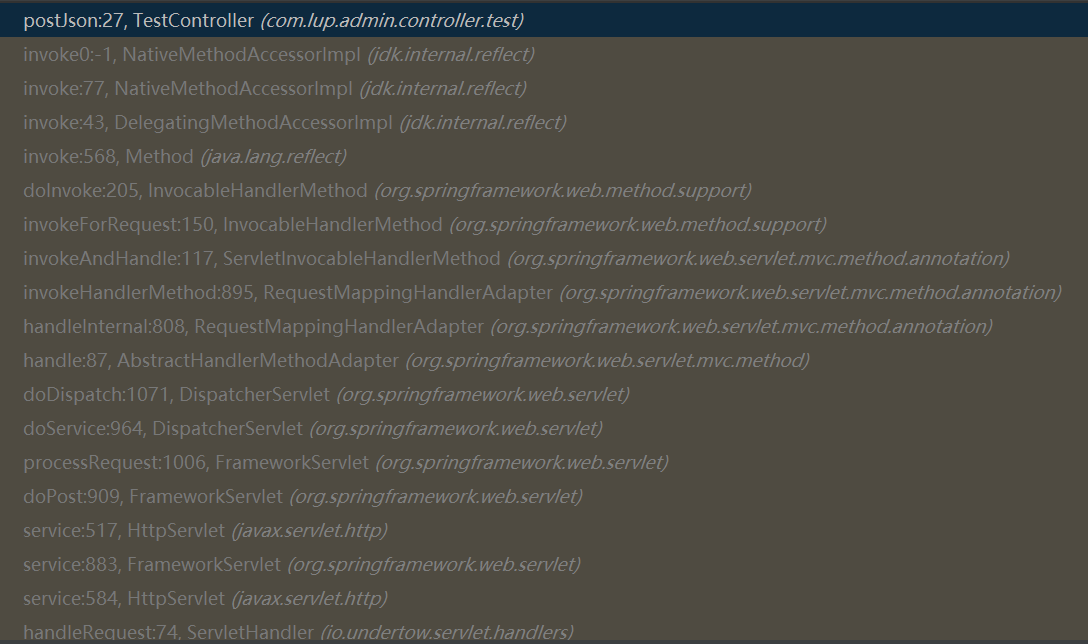 postJson:27, TestController (com.lup.admin.controller.test)
invoke0:-1, NativeMethodAccessorImpl (jdk.internal.reflect)
invoke:77, NativeMethodAccessorImpl (jdk.internal.reflect)
invoke:43, DelegatingMethodAccessorImpl (jdk.internal.reflect)
invoke:568, Method (java.lang.reflect)
doInvoke:205, InvocableHandlerMethod (org.springframework.web.method.support)
invokeForRequest:150, InvocableHandlerMethod (org.springframework.web.method.support)
invokeAndHandle:117, ServletInvocableHandlerMethod (org.springframework.web.servlet.mvc.method.annotation)
invokeHandlerMethod:895, RequestMappingHandlerAdapter (org.springframework.web.servlet.mvc.method.annotation)
handleInternal:808, RequestMappingHandlerAdapter (org.springframework.web.servlet.mvc.method.annotation)
handle:87, AbstractHandlerMethodAdapter (org.springframework.web.servlet.mvc.method)
doDispatch:1071, DispatcherServlet (org.springframework.web.servlet)
doService:964, DispatcherServlet (org.springframework.web.servlet)
processRequest:1006, FrameworkServlet (org.springframework.web.servlet)
doPost:909, FrameworkServlet (org.springframework.web.servlet)
service:517, HttpServlet (javax.servlet.http)
service:883, FrameworkServlet (org.springframework.web.servlet)
service:584, HttpServlet (javax.servlet.http)
handleRequest:74, ServletHandler (io.undertow.servlet.handlers)